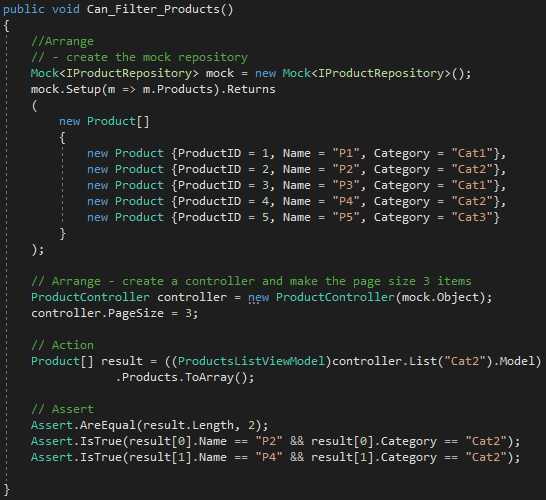 public void Can_Filter_Products()
{
    //Arrange
    // - create the mock repository
    Mock<IProductRepository> mock = new Mock<IProductRepository>();
    mock.Setup(m => m.Products).Returns
    (
        new Product[]
        {
            new Product {ProductID = 1, Name = "P1", Category = "Cat1"},
            new Product {ProductID = 2, Name = "P2", Category = "Cat2"},
            new Product {ProductID = 3, Name = "P3", Category = "Cat1"},
            new Product {ProductID = 4, Name = "P4", Category = "Cat2"},
            new Product {ProductID = 5, Name = "P5", Category = "Cat3"}
        }
    );

    // Arrange - create a controller and make the page size 3 items
    ProductController controller = new ProductController(mock.Object);
    controller.PageSize = 3;

    // Action
    Product[] result = ((ProductsListViewModel)controller.List("Cat2").Model)
                .Products.ToArray();

    // Assert
    Assert.AreEqual(result.Length, 2);
    Assert.IsTrue(result[0].Name == "P2" && result[0].Category == "Cat2");
    Assert.IsTrue(result[1].Name == "P4" && result[1].Category == "Cat2");

}